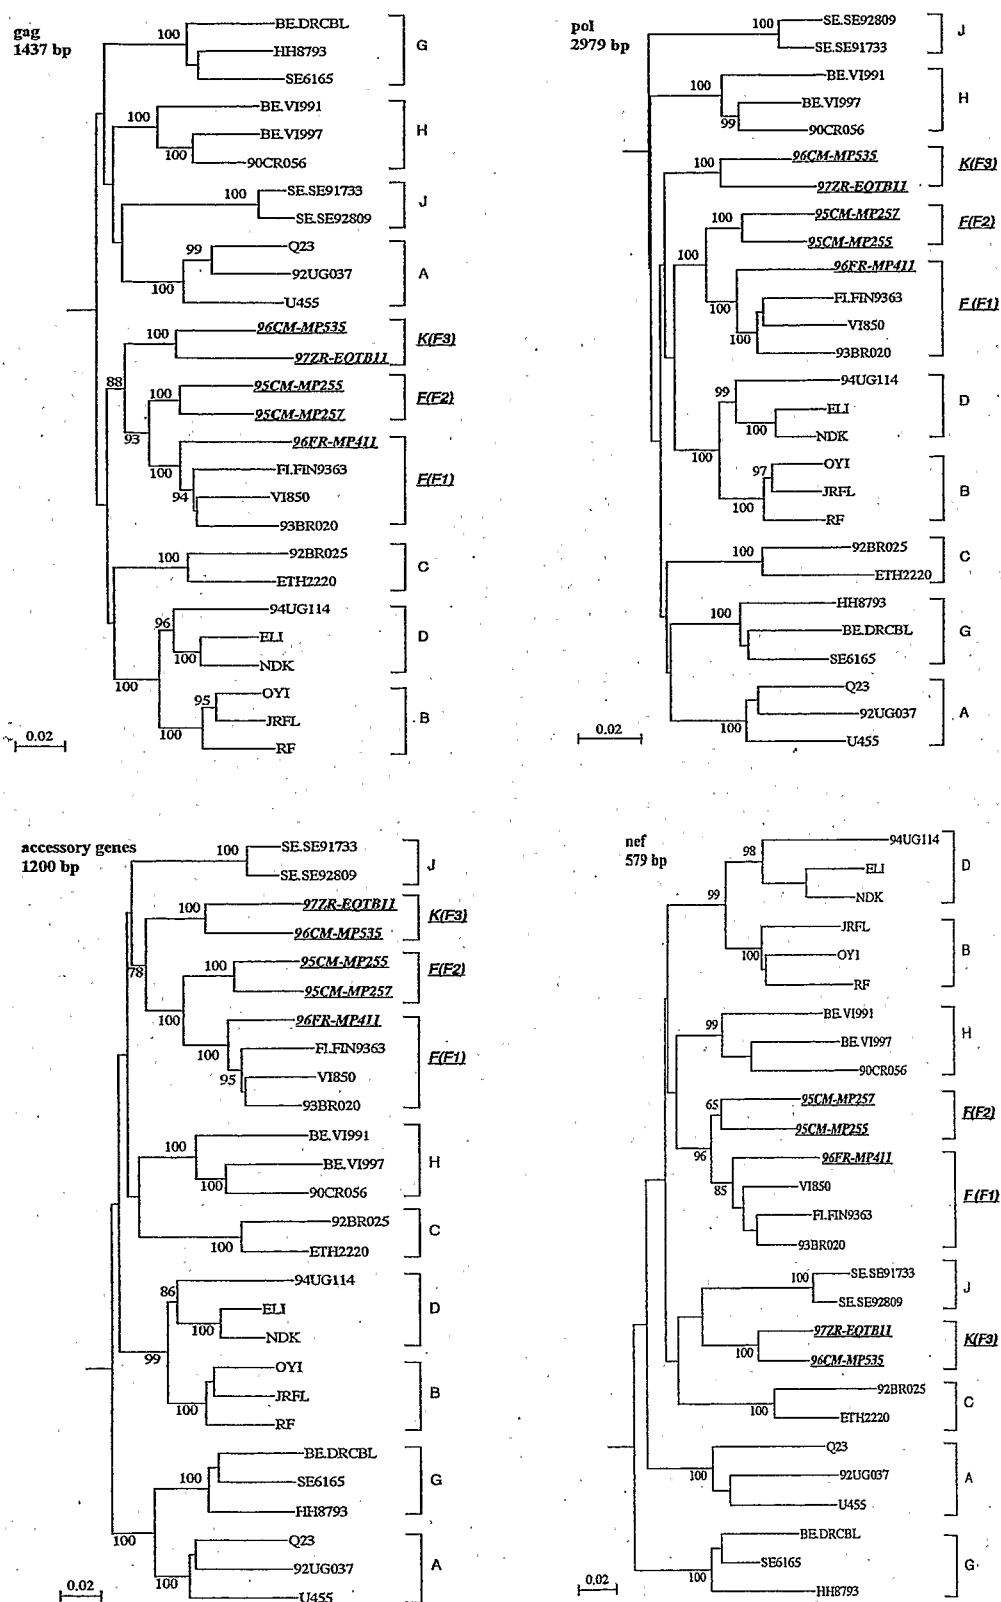 gag
1437 bp
100
BE.DRCBL
HH8793
SE6165
G
100
BE.VI991
BE.VI997
100
90CR056
H
100
SE.SE91733
SE.SE92809
J
99
Q23
92UG037
100
U455
A
100
96CM-MP535
97ZR-EQTB11
K(F3)
88
100
95CM-MP255
95CM-MP257
F(F2)
93
96FR-MP411
100
FI.FIN9363
94
VI850
93BR020
F(F1)
100
92BR025
ETH2220
C
94UG114
96
ELI
100
NDK
D
100
OYI
95
JRFL
100
RF
B
0.02
pol
2979 bp
100
SE.SE92809
SE.SE91733
J
100
BE.VI991
BE.VI997
99
90CR056
H
100
96CM-MP535
97ZR-EQTB11
K(F3)
100
95CM-MP257
95CM-MP255
F(F2)
100
96FR-MP411
100
FI.FIN9363
VI850
100
93BR020
F (F1)
94UG114
99
ELI
100
NDK
D
100
OYI
97
JRFL
100
RF
B
100
92BR025
ETH2220
C
HH8793
100
BE.DRCBL
SE6165
G
Q23
92UG037
100
U455
A
0.02
accessory genes
1200 bp
100
SE.SE91733
SE.SE92809
J
100
97ZR-EQTB11
96CM-MP535
K(F3)
78
100
95CM-MP255
95CM-MP257
F(F2)
100
96FR-MP411
100
FI.FIN9363
95
VI850
93BR020
F(F1)
100
BE.VI991
BE.VI997
100
90CR056
H
92BR025
100
ETH2220
C
94UG114
86
ELI
100
NDK
D
99
OYI
JRFL
100
RF
B
BE.DRCBL
100
SE6165
HH8793
G
100
Q23
92UG037
100
U455
A
0.02
nef
579 bp
94UG114
98
ELI
NDK
D
99
JRFL
100
OYI
RF
B
99
BE.VI991
BE.VI997
90CR056
H
65
95CM-MP257
95CM-MP255
F(F2)
96
96FR-MP411
85
VI850
FI.FIN9363
93BR020
F (F1)
100
SE.SE91733
SE.SE92809
J
97ZR-EQTB11
100
96CM-MP535
K(F3)
92BR025
100
ETH2220
C
Q23
100
92UG037
U455
A
BE.DRCBL
SE6165
100
HH8793
G
0.02